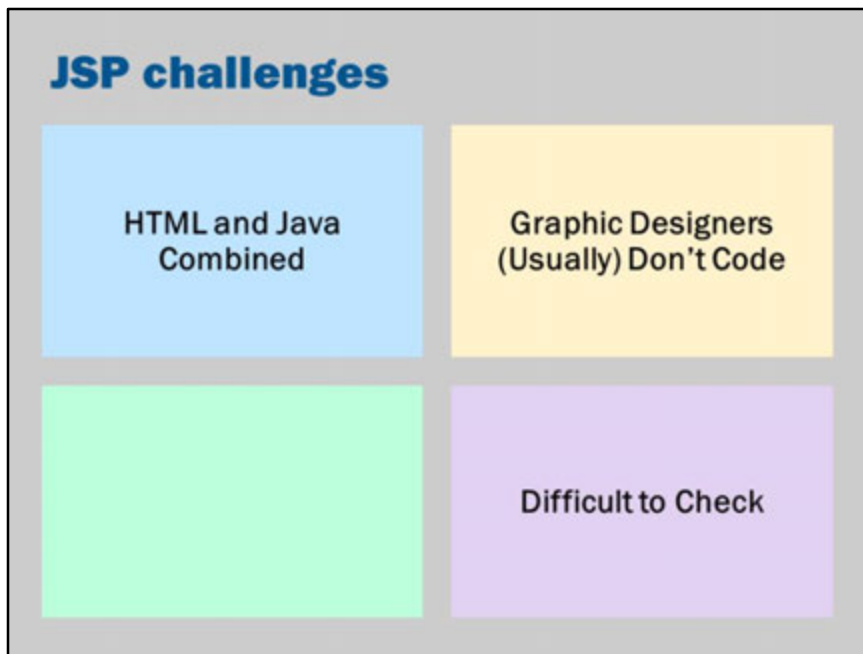 JSP challenges
HTML and Java
Combined
Graphic Designers
(Usually) Don't Code
Difficult to Check